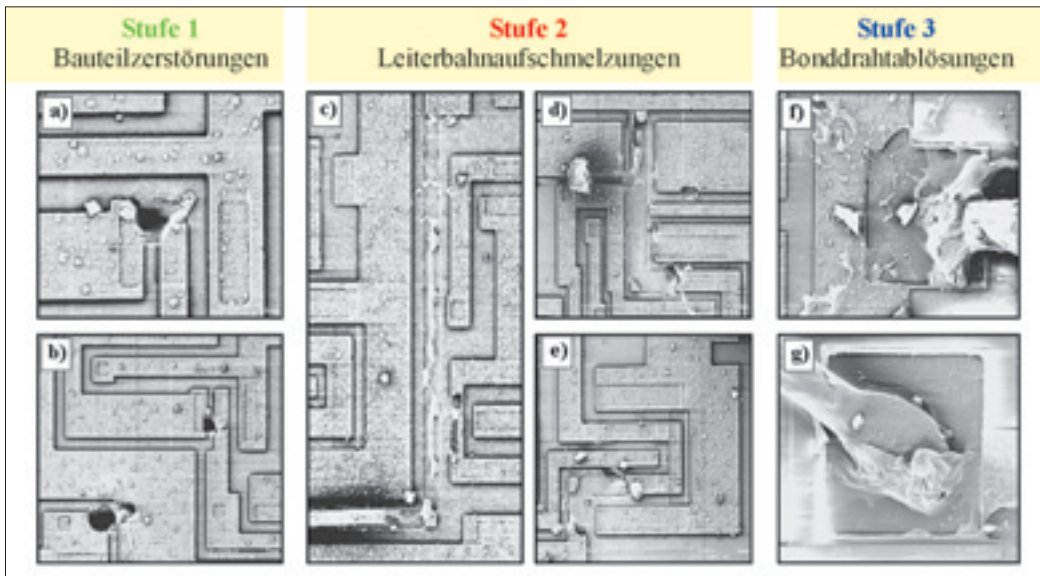 Stufe 1
Bauteilzerstörungen
Stufe 2
Leiterbahnaufschmelzungen
Stufe 3
Bonddrahtablösungen
a)
b)
c)
d)
e)
f)
g)